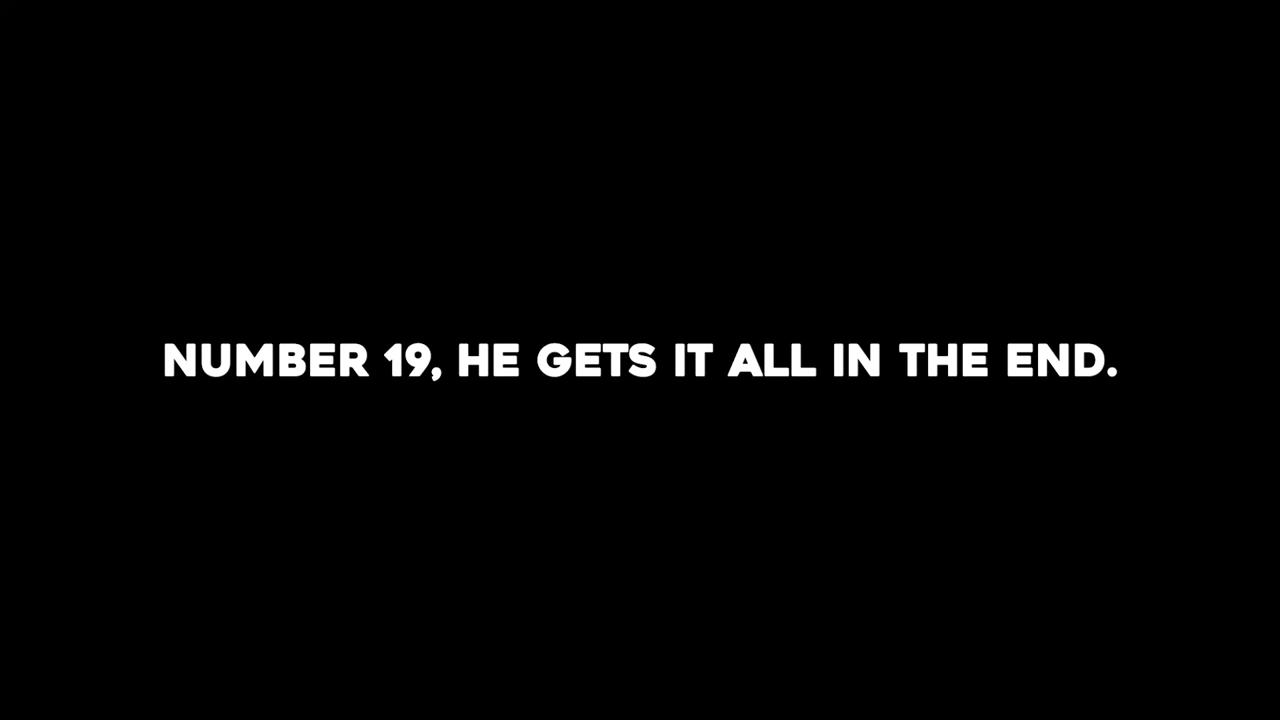 NUMBER 19, HE GETS IT ALL IN THE END.